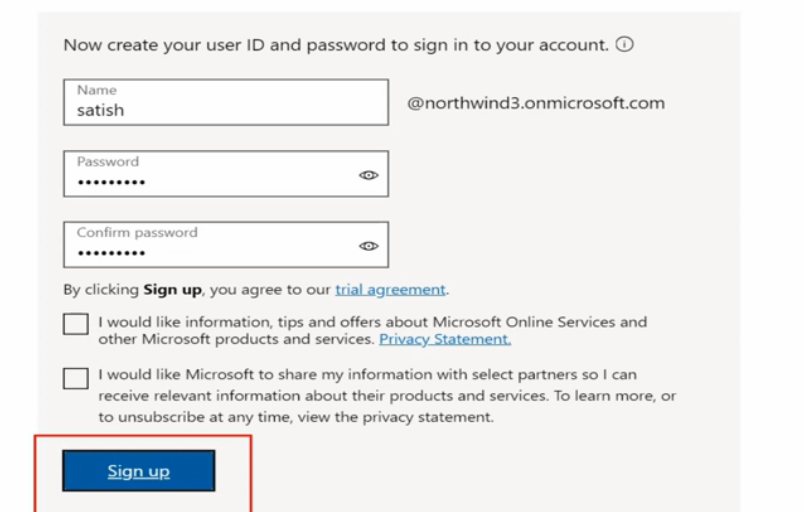 Now create your user ID and password to sign in to your account.
Name
satish
@northwind3.onmicrosoft.com
Password
•••••••••
Confirm password
•••••••••
By clicking Sign up, you agree to our trial agreement.
I would like information, tips and offers about Microsoft Online Services and
other Microsoft products and services. Privacy Statement.
I would like Microsoft to share my information with select partners so I can
receive relevant information about their products and services. To learn more, or
to unsubscribe at any time, view the privacy statement.
Sign up